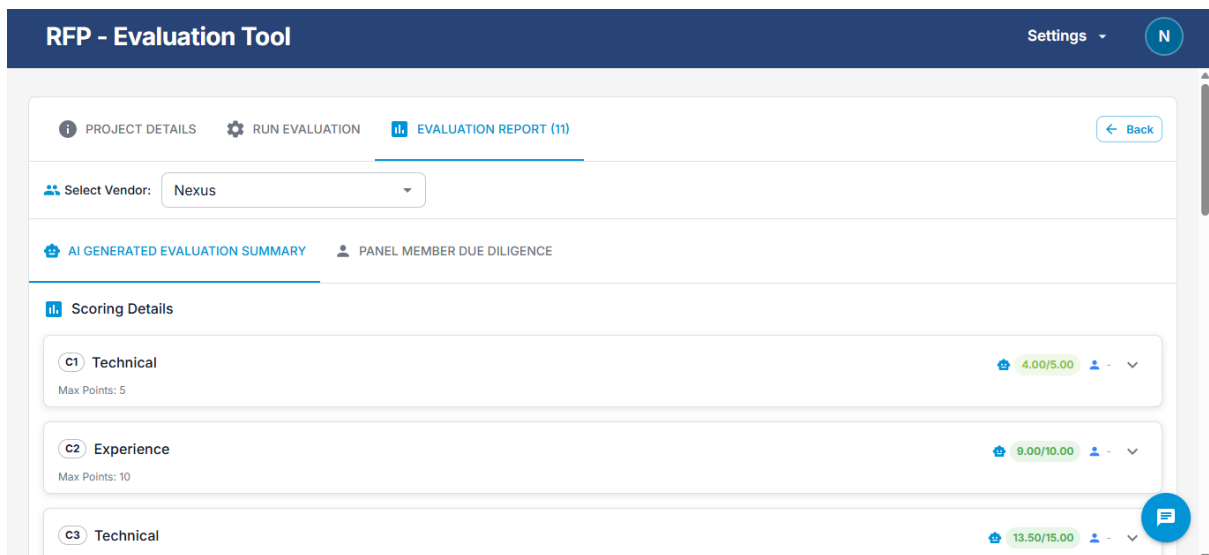 RFP - Evaluation Tool
Settings
N
PROJECT DETAILS
RUN EVALUATION
EVALUATION REPORT (11)
Back
Select Vendor:
Nexus
AI GENERATED EVALUATION SUMMARY
PANEL MEMBER DUE DILIGENCE
Scoring Details
C1 Technical
4.00/5.00 -
Max Points: 5
C2 Experience
9.00/10.00 -
Max Points: 10
C3 Technical
13.50/15.00 -